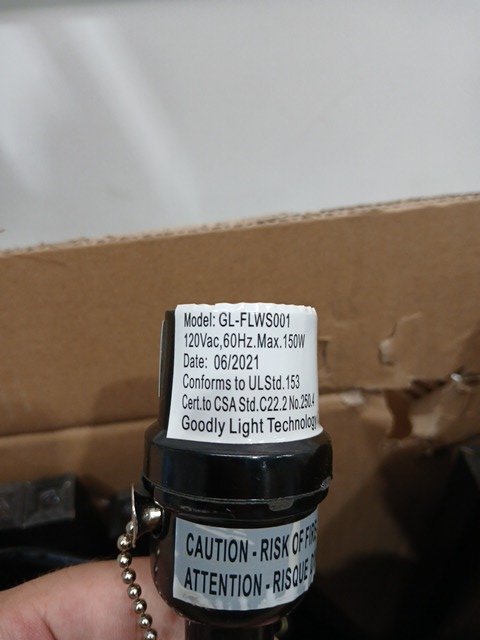 Model: GL-FLWS001
120Vac,60Hz.Max.150W
Date: 06/2021
Conforms to ULStd.153
Cert.to CSA Std.C22.2 No.250.4
Goodly Light Technology
CAUTION - RISK OF FIRE
ATTENTION - RISQUE